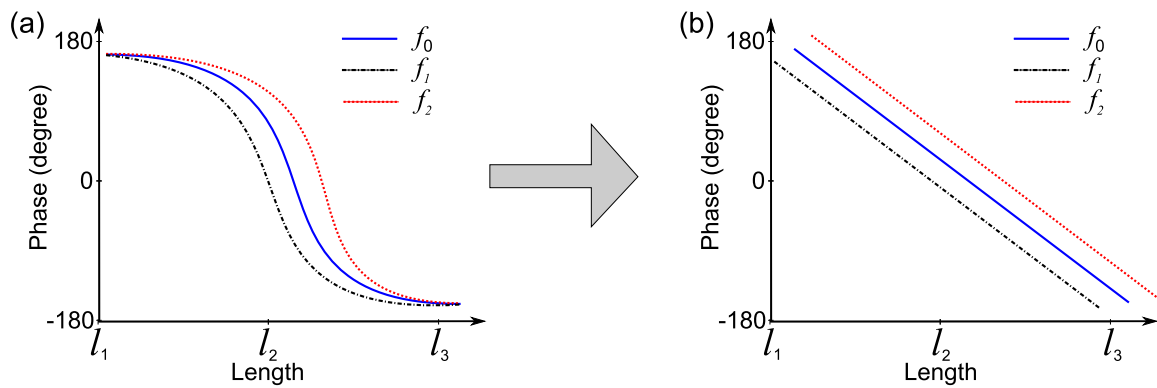 (a)
180
0
-180
Phase (degree)
f0
f1
f2
l1
l2
l3
Length
(b)
180
0
-180
Phase (degree)
f0
f1
f2
l1
l2
l3
Length